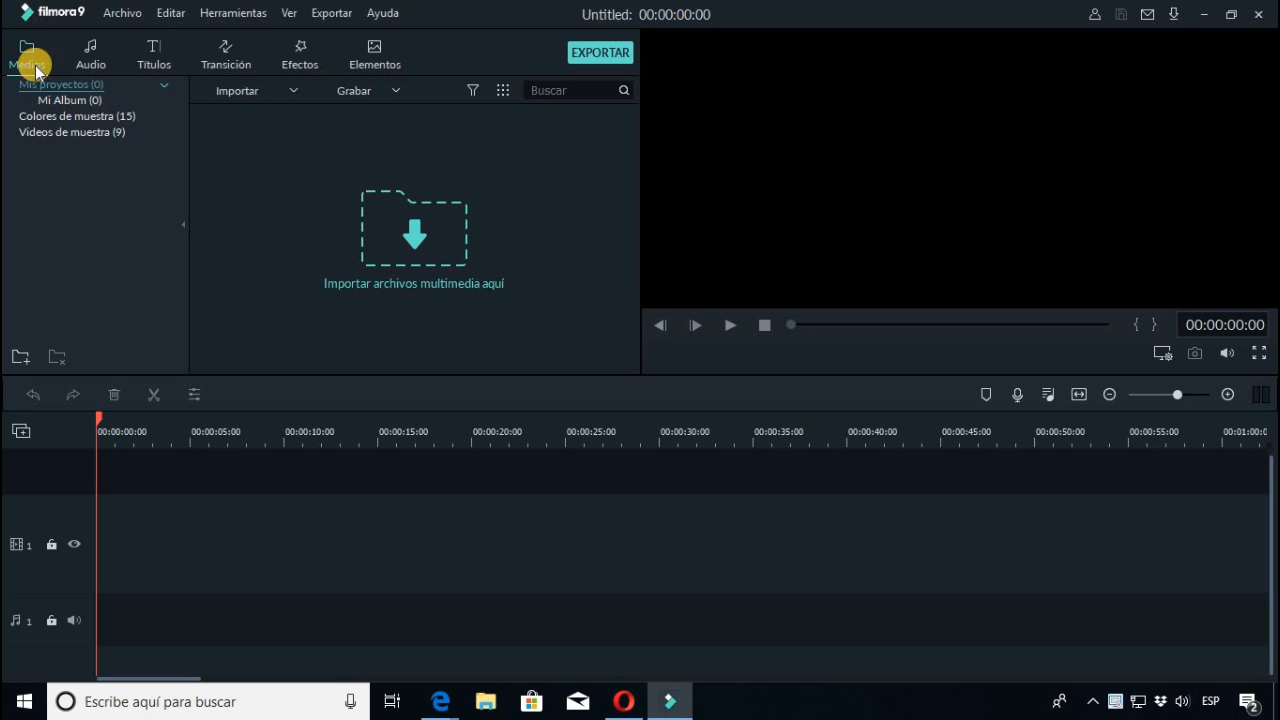 filmora9 Archivo Editar Herramientas Ver Exportar Ayuda Untitled: 00:00:00:00
Medios Audio Títulos Transición Efectos Elementos EXPORTAR
Mis proyectos (0) Importar Grabar Buscar
Mi Album (0)
Colores de muestra (15)
Videos de muestra (9)
Importar archivos multimedia aquí
{ } 00:00:00:00
00:00:00:00 00:00:05:00 00:00:10:00 00:00:15:00 00:00:20:00 00:00:25:00 00:00:30:00 00:00:35:00 00:00:40:00 00:00:45:00 00:00:50:00 00:00:55:00 00:01:00:0
1
1
Escribe aquí para buscar ESP 2